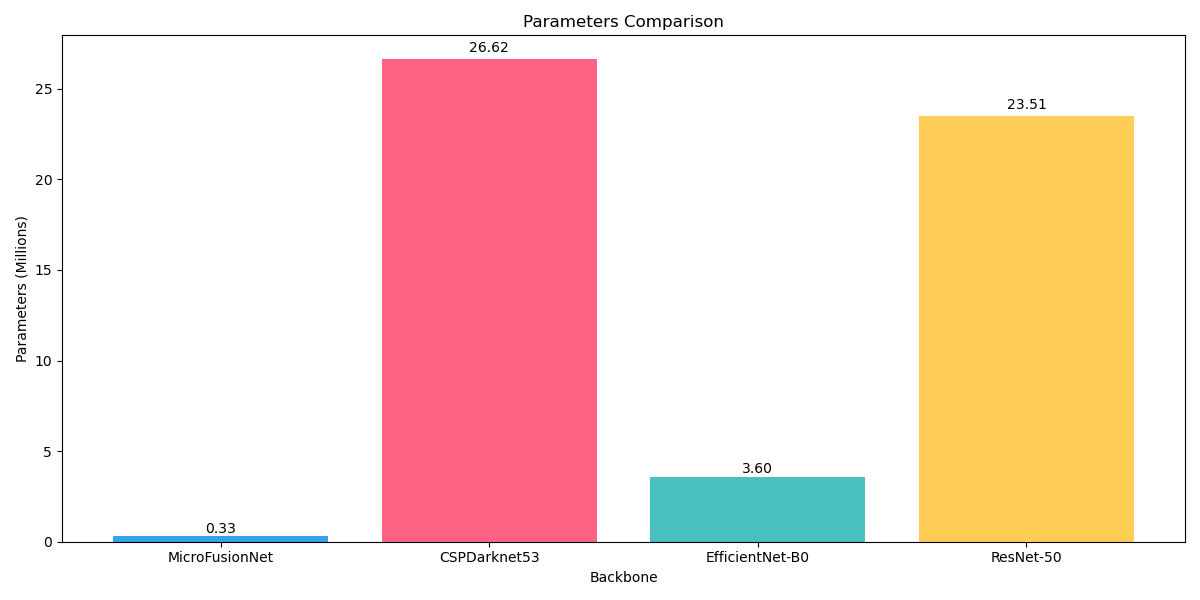 Parameters Comparison
26.62
23.51
3.60
0.33
25
20
15
10
5
0
Parameters (Millions)
MicroFusionNet CSPDarknet53 EfficientNet-B0 ResNet-50
Backbone